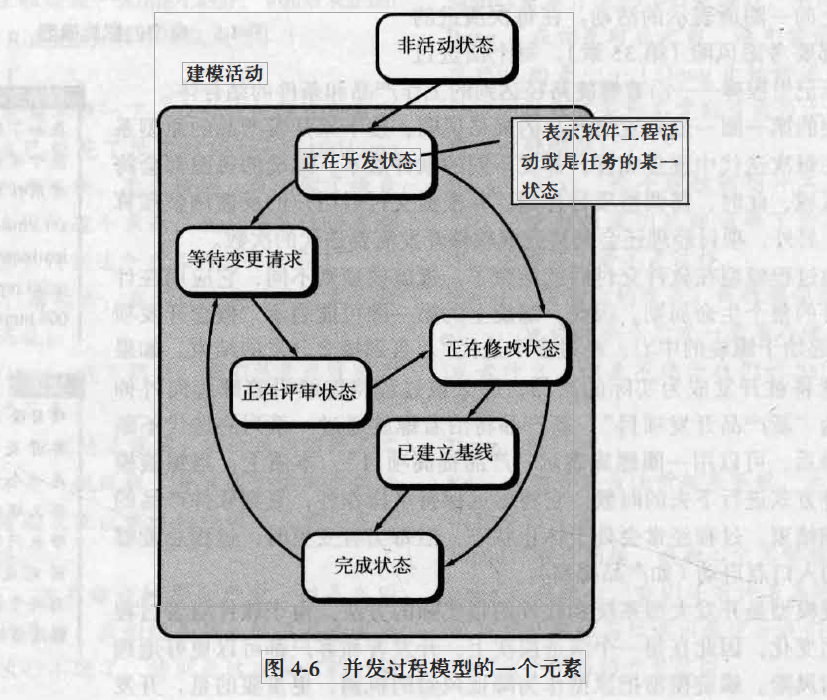 非活动状态
建模活动
正在开发状态
表示软件工程活
动或是任务的某一
状态
等待变更请求
正在修改状态
正在评审状态
已建立基线
完成状态
图 4-6 并发过程模型的一个元素